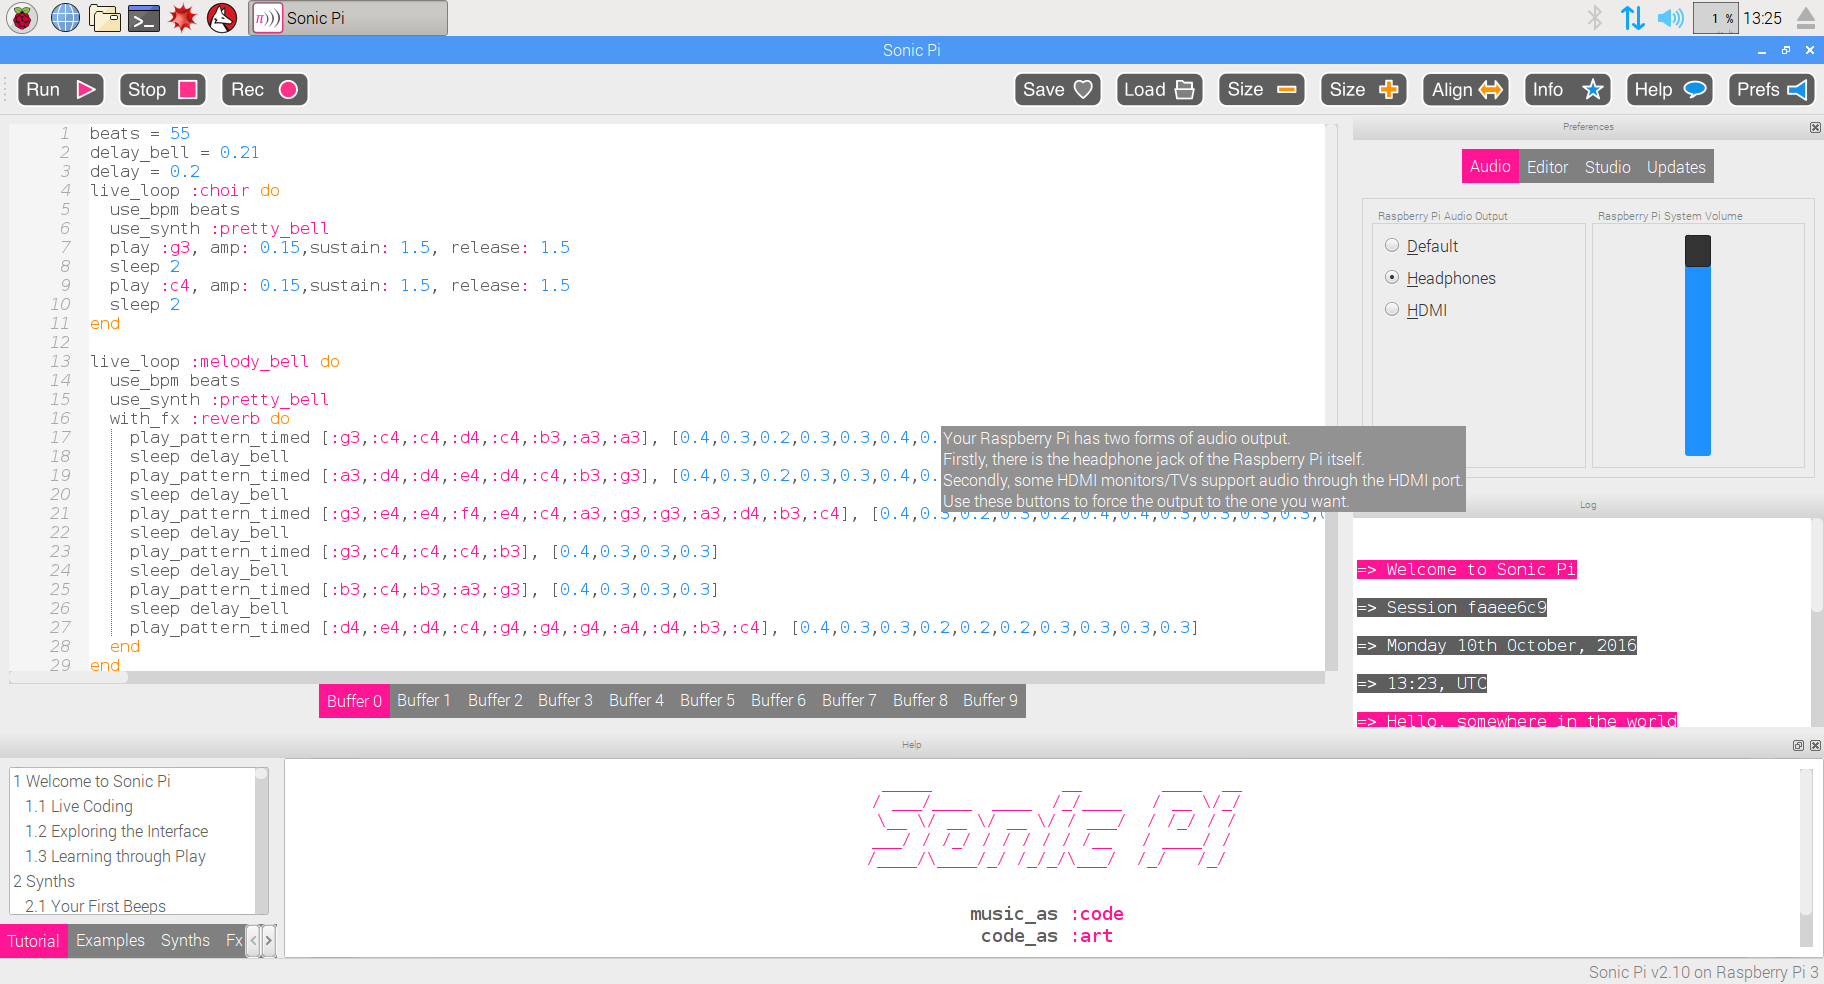 Sonic Pi
1 %
13:25
Sonic Pi
Run
Stop
Rec
Save
Load
Size
Size
Align
Info
Help
Prefs
1 beats = 55
2 delay_bell = 0.21
3 delay = 0.2
4 live_loop :choir do
5 use_bpm beats
6 use_synth :pretty_bell
7 play :g3, amp: 0.15,sustain: 1.5, release: 1.5
8 sleep 2
9 play :c4, amp: 0.15,sustain: 1.5, release: 1.5
10 sleep 2
11 end
12
13 live_loop :melody_bell do
14 use_bpm beats
15 use_synth :pretty_bell
16 with_fx :reverb do
17 play_pattern_timed [:g3,:c4,:c4,:d4,:c4,:b3,:a3,:a3], [0.4,0.3,0.2,0.3,0.3,0.4,0.
18 sleep delay_bell
19 play_pattern_timed [:a3,:d4,:d4,:e4,:d4,:c4,:b3,:g3], [0.4,0.3,0.2,0.3,0.3,0.4,0.
20 sleep delay_bell
21 play_pattern_timed [:g3,:e4,:e4,:f4,:e4,:c4,:a3,:g3,:g3,:a3,:d4,:b3,:c4], [0.4,0.3,0.2,0.3,0.2,0.4,0.4,0.3,0.3,0.3,0.3,
22 sleep delay_bell
23 play_pattern_timed [:g3,:c4,:c4,:c4,:b3], [0.4,0.3,0.3,0.3]
24 sleep delay_bell
25 play_pattern_timed [:b3,:c4,:b3,:a3,:g3], [0.4,0.3,0.3,0.3]
26 sleep delay_bell
27 play_pattern_timed [:d4,:e4,:d4,:c4,:g4,:g4,:g4,:a4,:d4,:b3,:c4], [0.4,0.3,0.3,0.2,0.2,0.2,0.3,0.3,0.3,0.3]
28 end
29 end
Your Raspberry Pi has two forms of audio output.
Firstly, there is the headphone jack of the Raspberry Pi itself.
Secondly, some HDMI monitors/TVs support audio through the HDMI port.
Use these buttons to force the output to the one you want.
Buffer 0
Buffer 1
Buffer 2
Buffer 3
Buffer 4
Buffer 5
Buffer 6
Buffer 7
Buffer 8
Buffer 9
Preferences
Audio
Editor
Studio
Updates
Raspberry Pi Audio Output
Default
Headphones
HDMI
Raspberry Pi System Volume
Log
=> Welcome to Sonic Pi
=> Session faaee6c9
=> Monday 10th October, 2016
=> 13:23, UTC
=> Hello, somewhere in the world
Help
1 Welcome to Sonic Pi
1.1 Live Coding
1.2 Exploring the Interface
1.3 Learning through Play
2 Synths
2.1 Your First Beeps
Tutorial
Examples
Synths
Fx
Sonic Pi
music_as :code
code_as :art
Sonic Pi v2.10 on Raspberry Pi 3